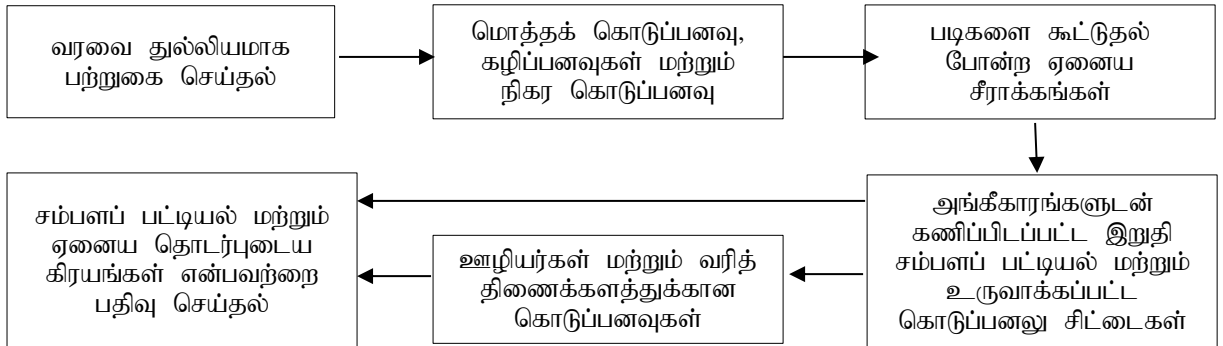 வரவை துல்லியமாக
பற்றுகை செய்தல்
மொத்தக் கொடுப்பனவு,
கழிப்பனவுகள் மற்றும்
நிகர கொடுப்பனவு
படிகளை கூட்டுதல்
போன்ற ஏனைய
சீராக்கங்கள்
அங்கீகாரங்களுடன்
கணிப்பிடப்பட்ட இறுதி
சம்பளப் பட்டியல் மற்றும்
உருவாக்கப்பட்ட
கொடுப்பனலு சிட்டைகள்
ஊழியர்கள் மற்றும் வரித்
திணைக்களத்துக்கான
கொடுப்பனவுகள்
சம்பளப் பட்டியல் மற்றும்
ஏனைய தொடர்புடைய
கிரயங்கள் என்பவற்றை
பதிவு செய்தல்